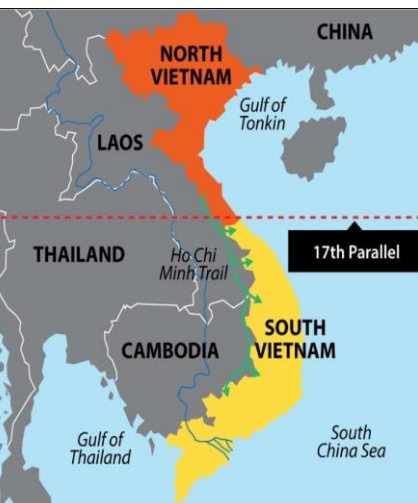 CHINA
NORTH
VIETNAM
Gulf of
Tonkin
LAOS
17th Parallel
THAILAND
Ho Chi
Minh Trail
SOUTH
VIETNAM
CAMBODIA
Gulf of
Thailand
South
China Sea